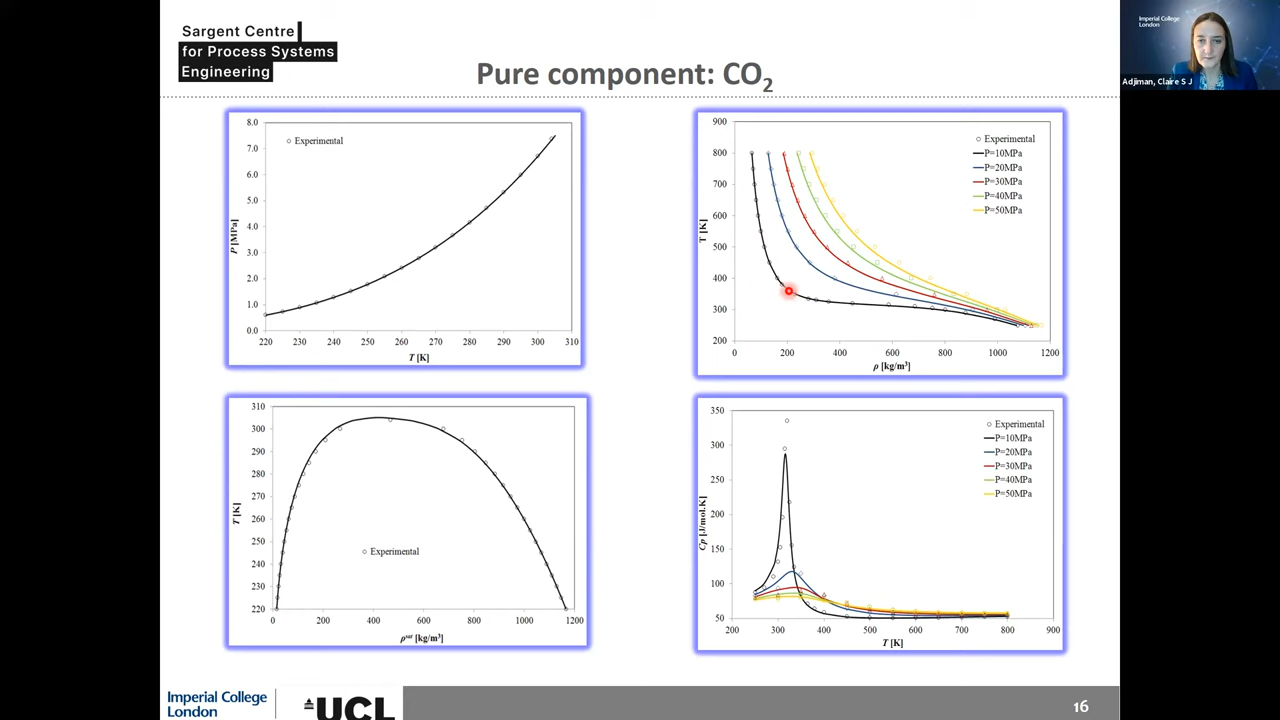 Sargent Centre
for Process Systems
Engineering
Pure component: CO₂
Imperial College
London
Adjiman, Claire S J
8.0
7.0
6.0
5.0
4.0
3.0
2.0
1.0
0.0
P [MPa]
Experimental
220 230 240 250 260 270 280 290 300 310
T [K]
900
800
700
600
500
400
300
200
T [K]
Experimental
P=10MPa
P=20MPa
P=30MPa
P=40MPa
P=50MPa
0 200 400 600 800 1000 1200
ρ [kg/m³]
310
300
290
280
270
260
250
240
230
220
T [K]
Experimental
0 200 400 600 800 1000 1200
ρˢᵃᵗ [kg/m³]
350
300
250
200
150
100
50
Cp [J/mol.K]
Experimental
P=10MPa
P=20MPa
P=30MPa
P=40MPa
P=50MPa
200 300 400 500 600 700 800 900
T [K]
Imperial College
London
UCL
16